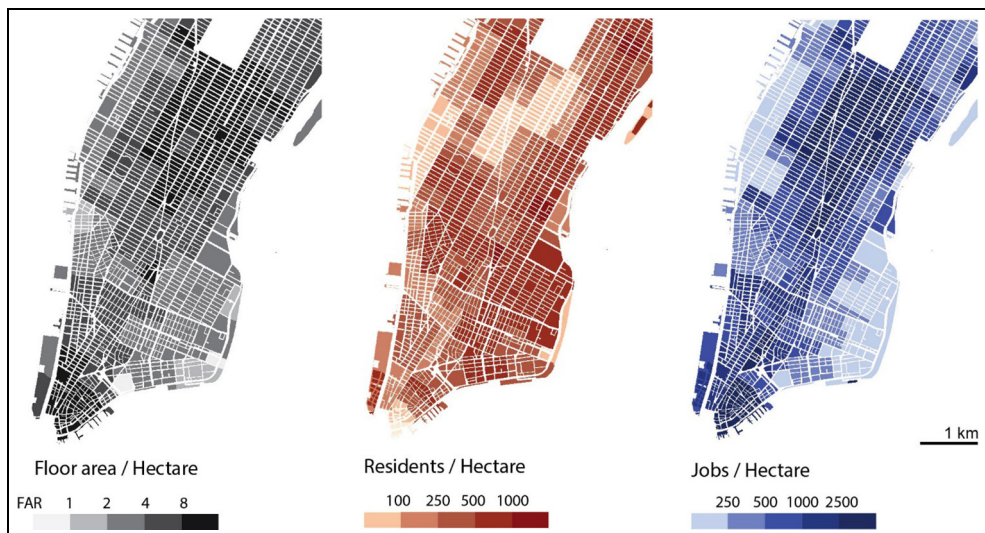 1 km
Floor area / Hectare
Residents / Hectare
Jobs / Hectare
FAR 1 2 4 8
100 250 500 1000
250 500 1000 2500